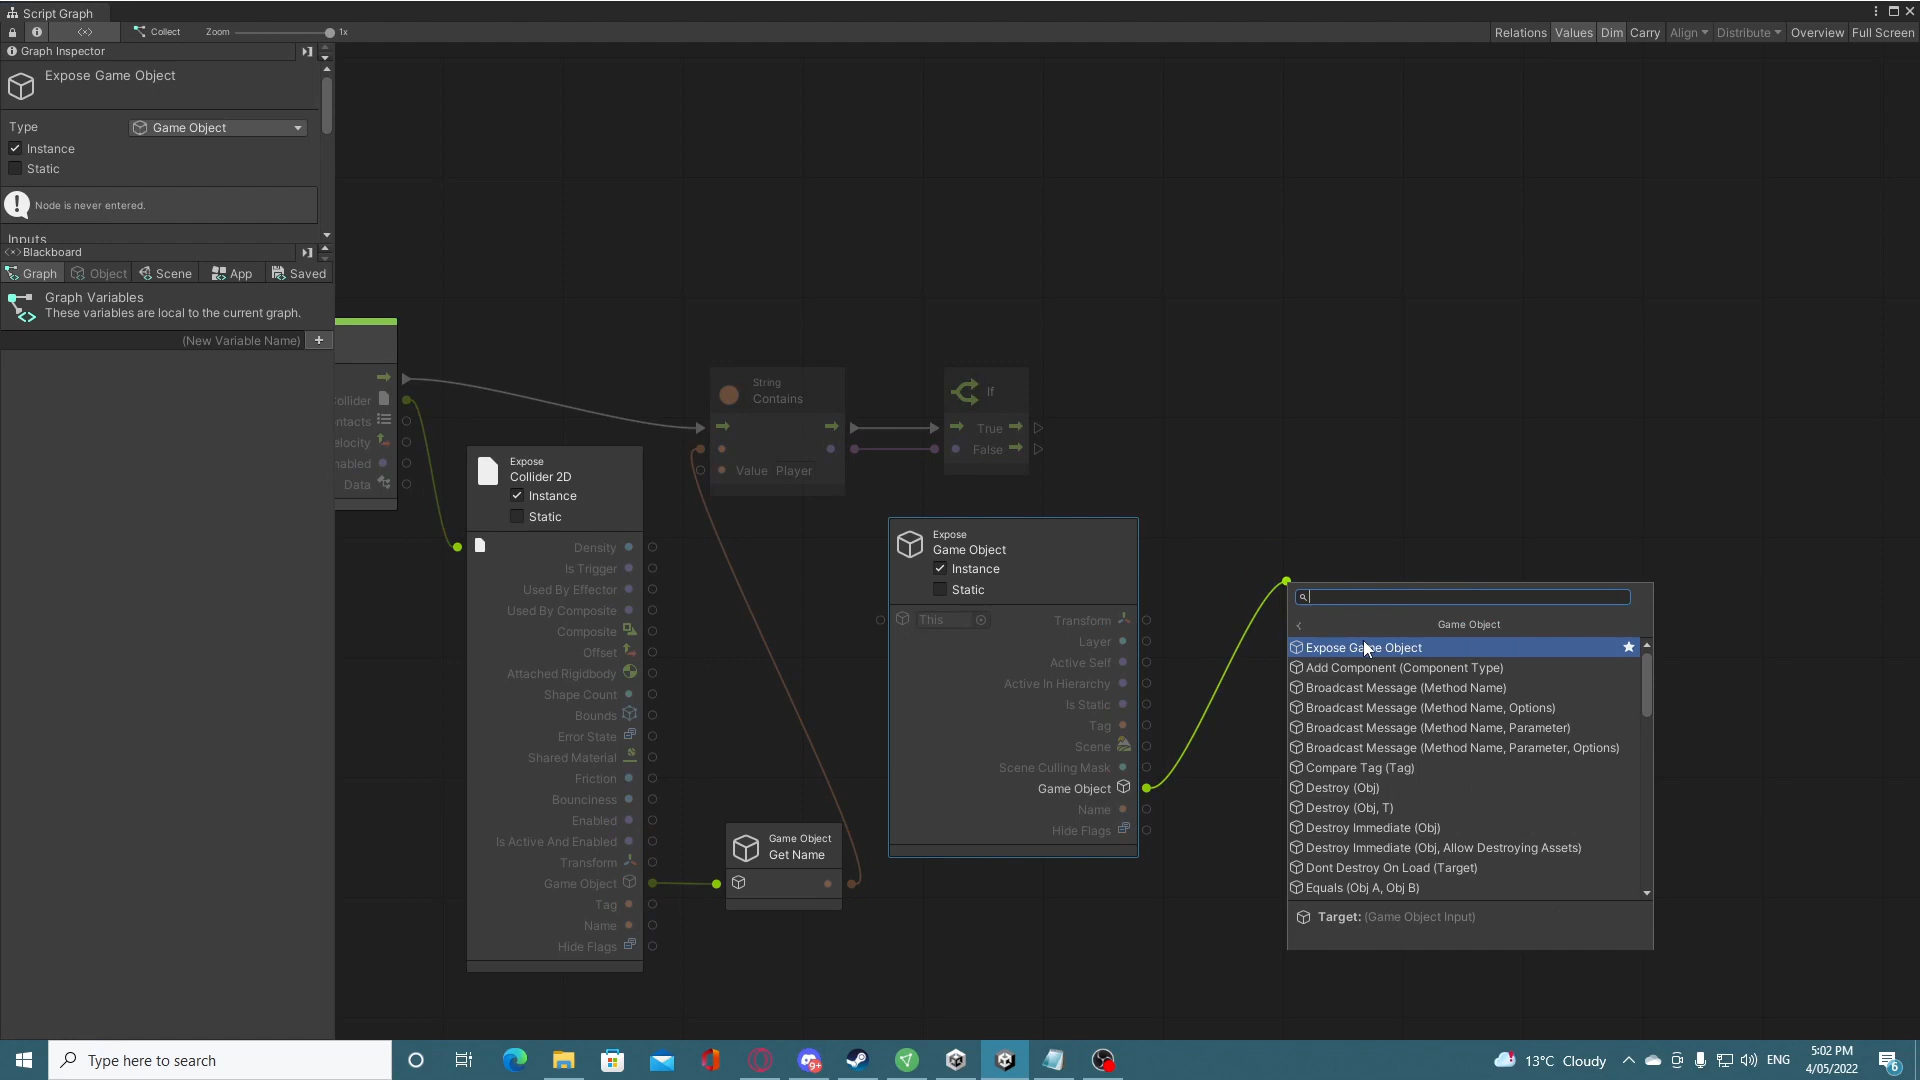 Script Graph
Collect
Zoom
1x
Relations
Values
Dim
Carry
Align
Distribute
Overview
Full Screen
Graph Inspector
Expose Game Object
Type
Game Object
Instance
Static
Node is never entered.
Inputs
Blackboard
Graph
Object
Scene
App
Saved
Graph Variables
These variables are local to the current graph.
(New Variable Name)
+
ollider
ntacts
elocity
nabled
Data
Expose
Collider 2D
Instance
Static
Density
Is Trigger
Used By Effector
Used By Composite
Composite
Offset
Attached Rigidbody
Shape Count
Bounds
Error State
Shared Material
Friction
Bounciness
Enabled
Is Active And Enabled
Transform
Game Object
Tag
Name
Hide Flags
String
Contains
Value Player
If
True
False
Game Object
Get Name
Expose
Game Object
Instance
Static
This
Transform
Layer
Active Self
Active In Hierarchy
Is Static
Tag
Scene
Scene Culling Mask
Game Object
Name
Hide Flags
Game Object
Expose Game Object
Add Component (Component Type)
Broadcast Message (Method Name)
Broadcast Message (Method Name, Options)
Broadcast Message (Method Name, Parameter)
Broadcast Message (Method Name, Parameter, Options)
Compare Tag (Tag)
Destroy (Obj)
Destroy (Obj, T)
Destroy Immediate (Obj)
Destroy Immediate (Obj, Allow Destroying Assets)
Dont Destroy On Load (Target)
Equals (Obj A, Obj B)
Target: (Game Object Input)
Type here to search
9+
13°C Cloudy
ENG
5:02 PM
4/05/2022
6